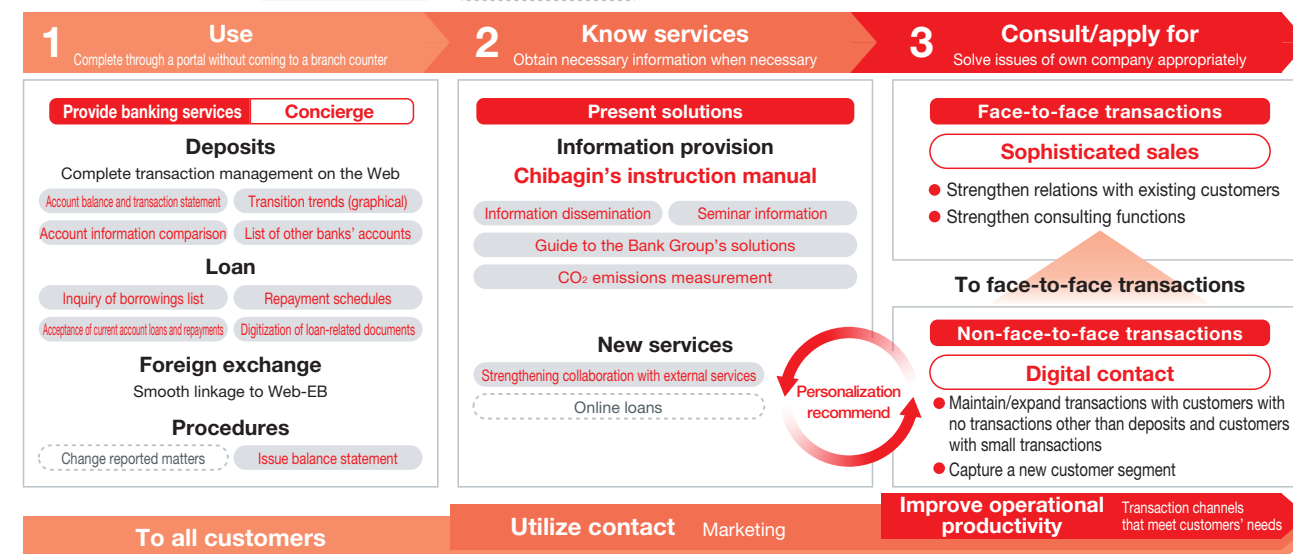 1
Use
Complete through a portal without coming to a branch counter
Provide banking services
Concierge
Deposits
Complete transaction management on the Web
Account balance and transaction statement
Transition trends (graphical)
Account information comparison
List of other banks' accounts
Loan
Inquiry of borrowings list
Repayment schedules
Acceptance of current account loans and repayments
Digitization of loan-related documents
Foreign exchange
Smooth linkage to Web-EB
Procedures
Change reported matters
Issue balance statement
To all customers
2
Know services
Obtain necessary information when necessary
Present solutions
Information provision
Chibagin's instruction manual
Information dissemination
Seminar information
Guide to the Bank Group's solutions
CO₂ emissions measurement
New services
Strengthening collaboration with external services
Online loans
Personalization
recommend
Utilize contact
Marketing
3
Consult/apply for
Solve issues of own company appropriately
Face-to-face transactions
Sophisticated sales
● Strengthen relations with existing customers
● Strengthen consulting functions
To face-to-face transactions
Non-face-to-face transactions
Digital contact
● Maintain/expand transactions with customers with
no transactions other than deposits and customers
with small transactions
● Capture a new customer segment
Improve operational
productivity
Transaction channels
that meet customers' needs